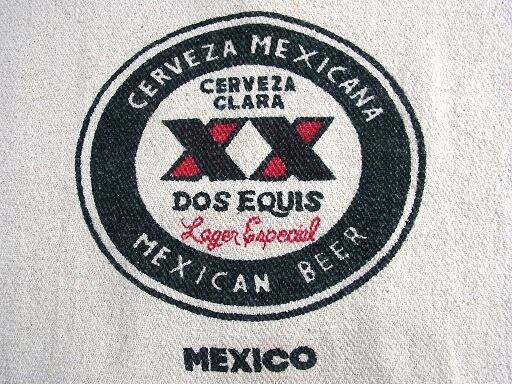 CERVEZA MEXICANA
CERVEZA
CLARA
XX
DOS EQUIS
Lager Especial
MEXICAN BEER
MEXICO